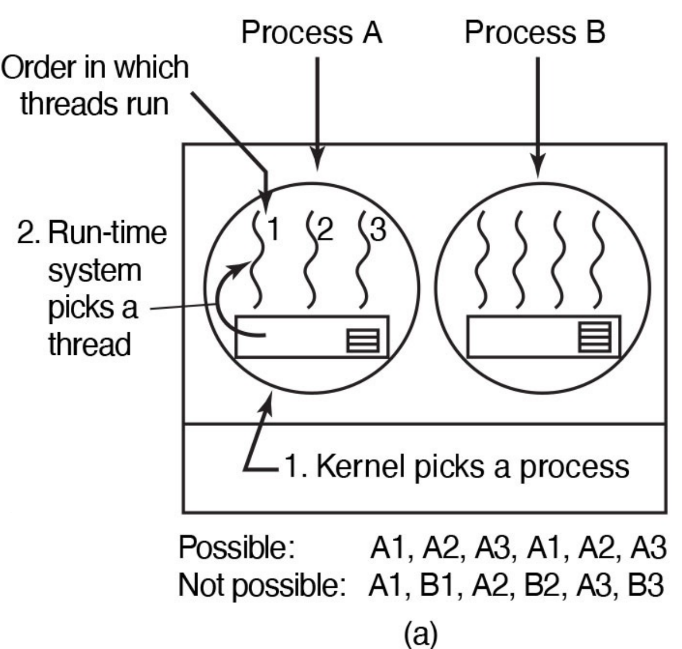 Process A
Process B
Order in which
threads run
1
2
3
2. Run-time
system
picks a
thread
1. Kernel picks a process
Possible: A1, A2, A3, A1, A2, A3
Not possible: A1, B1, A2, B2, A3, B3
(a)